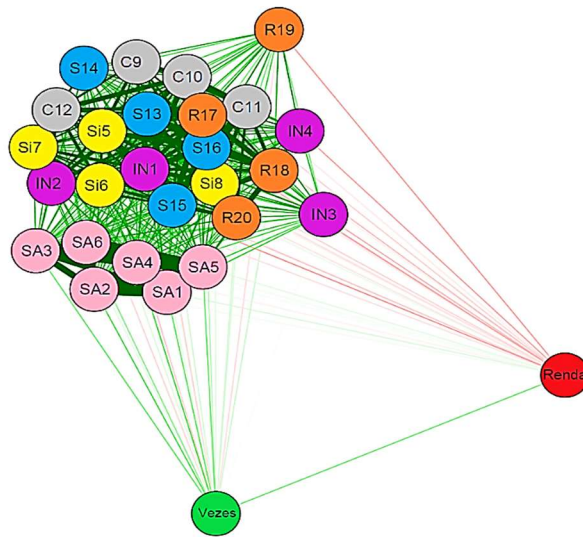 R19
C9
S14
C10
C11
C12
S13
R17
Si5
IN4
Si7
S16
IN1
R18
IN2
Si6
Si8
S15
IN3
R20
SA6
SA3
SA4
SA5
SA2
SA1
Renda
Vezes